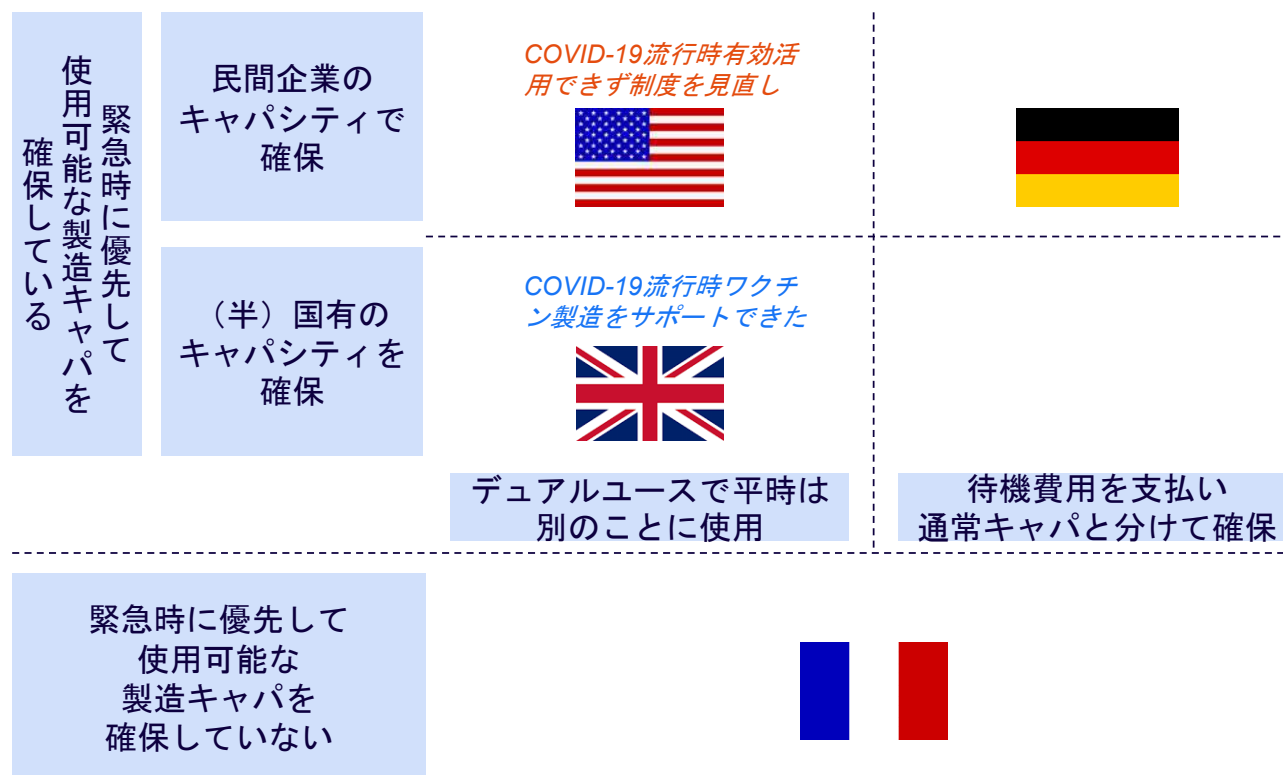 緊急時に優先して
使用可能な製造キャパを
確保している
民間企業の
キャパシティで
確保
COVID-19流行時有効活
用できず制度を見直し
（半）国有の
キャパシティを
確保
COVID-19流行時ワクチ
ン製造をサポートできた
デュアルユースで平時は
別のことに使用
待機費用を支払い
通常キャパと分けて確保
緊急時に優先して
使用可能な
製造キャパを
確保していない